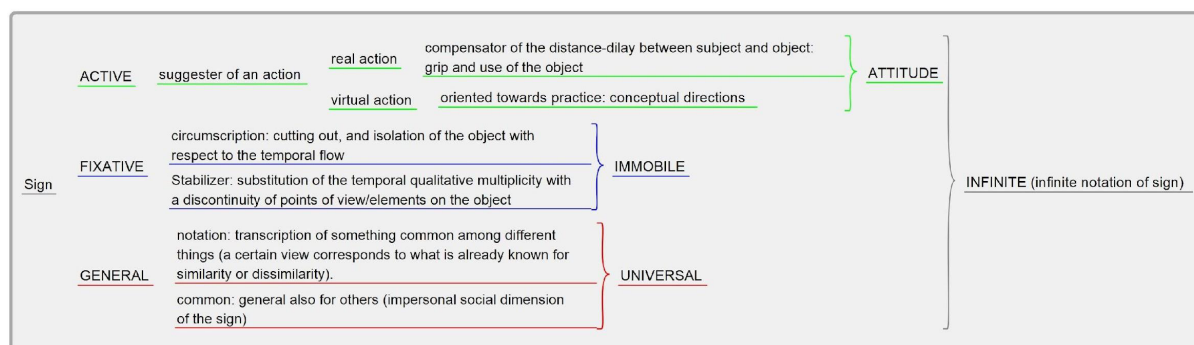 Sign
ACTIVE
suggester of an action
real action
compensator of the distance-dilay between subject and object:
grip and use of the object
virtual action
oriented towards practice: conceptual directions
ATTITUDE
FIXATIVE
circumscription: cutting out, and isolation of the object with
respect to the temporal flow
Stabilizer: substitution of the temporal qualitative multiplicity with
a discontinuity of points of view/elements on the object
IMMOBILE
GENERAL
notation: transcription of something common among different
things (a certain view corresponds to what is already known for
similarity or dissimilarity).
common: general also for others (impersonal social dimension
of the sign)
UNIVERSAL
INFINITE (infinite notation of sign)